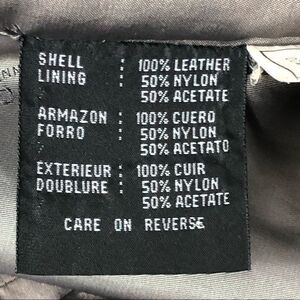 SHELL : 100% LEATHER
LINING : 50% NYLON
50% ACETATE
ARMAZON : 100% CUERO
FORRO : 50% NYLON
50% ACETATO
EXTERIEUR : 100% CUIR
DOUBLURE : 50% NYLON
50% ACETATE
CARE ON REVERSE